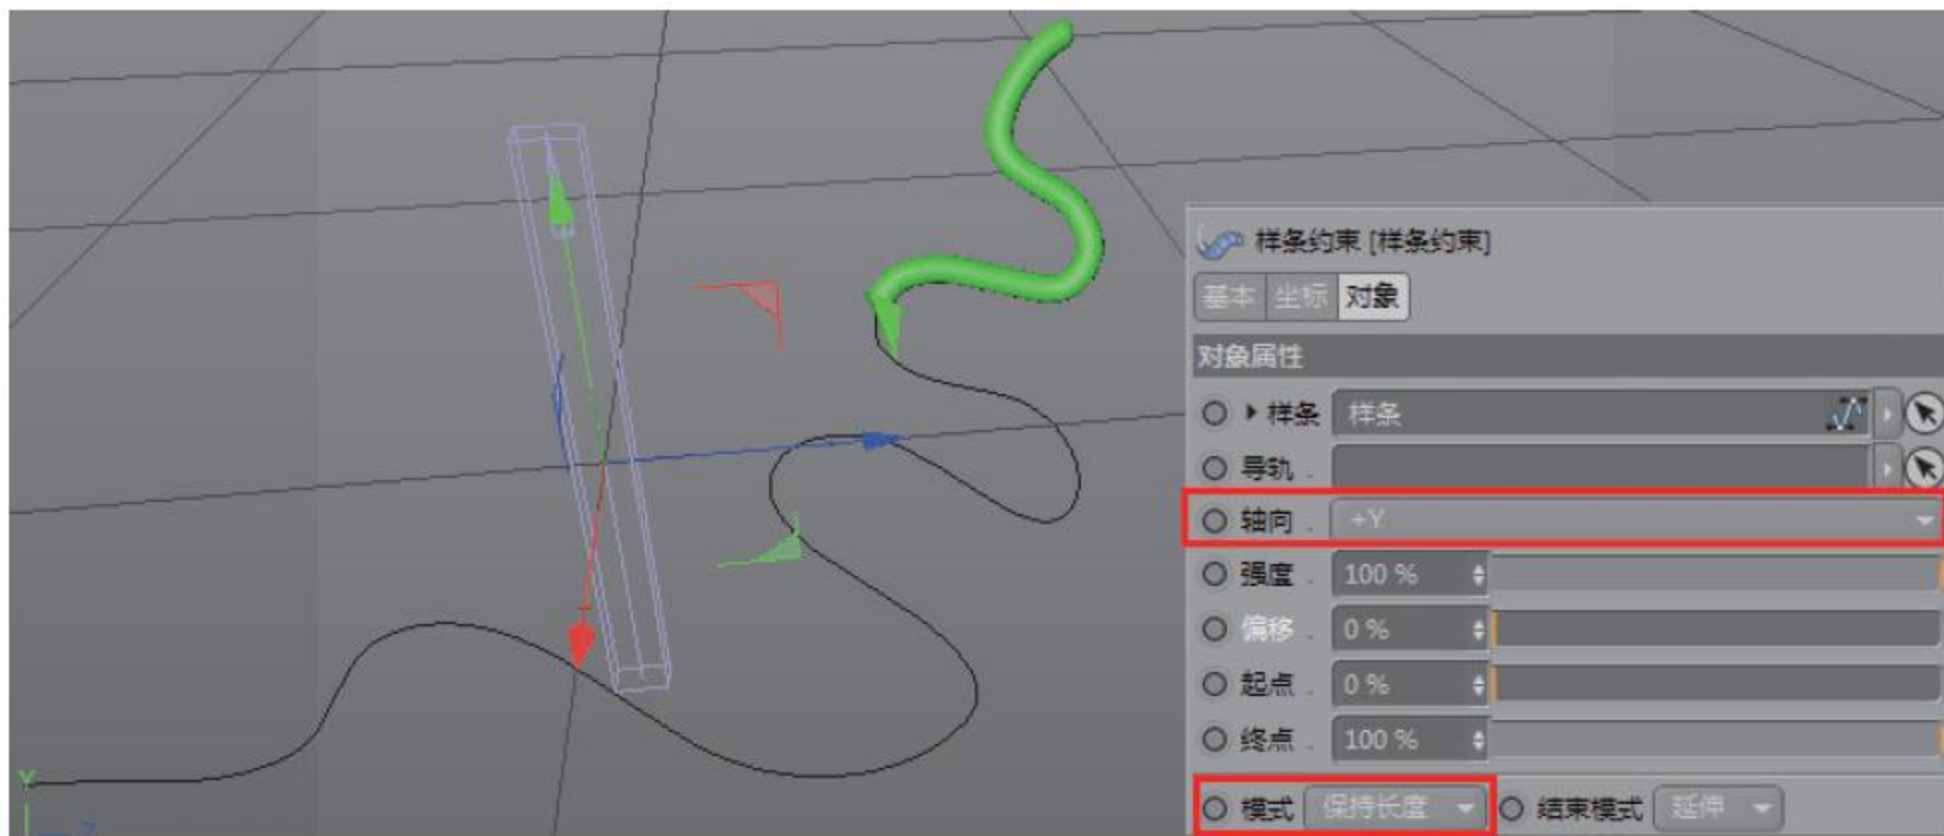 样条约束 [样条约束]
基本 坐标 对象
对象属性
样条 样条
导轨 .
轴向 . +Y
强度 . 100 %
偏移 . 0 %
起点 . 0 %
终点 . 100 %
模式 保持长度 结束模式 延伸
Y
Z